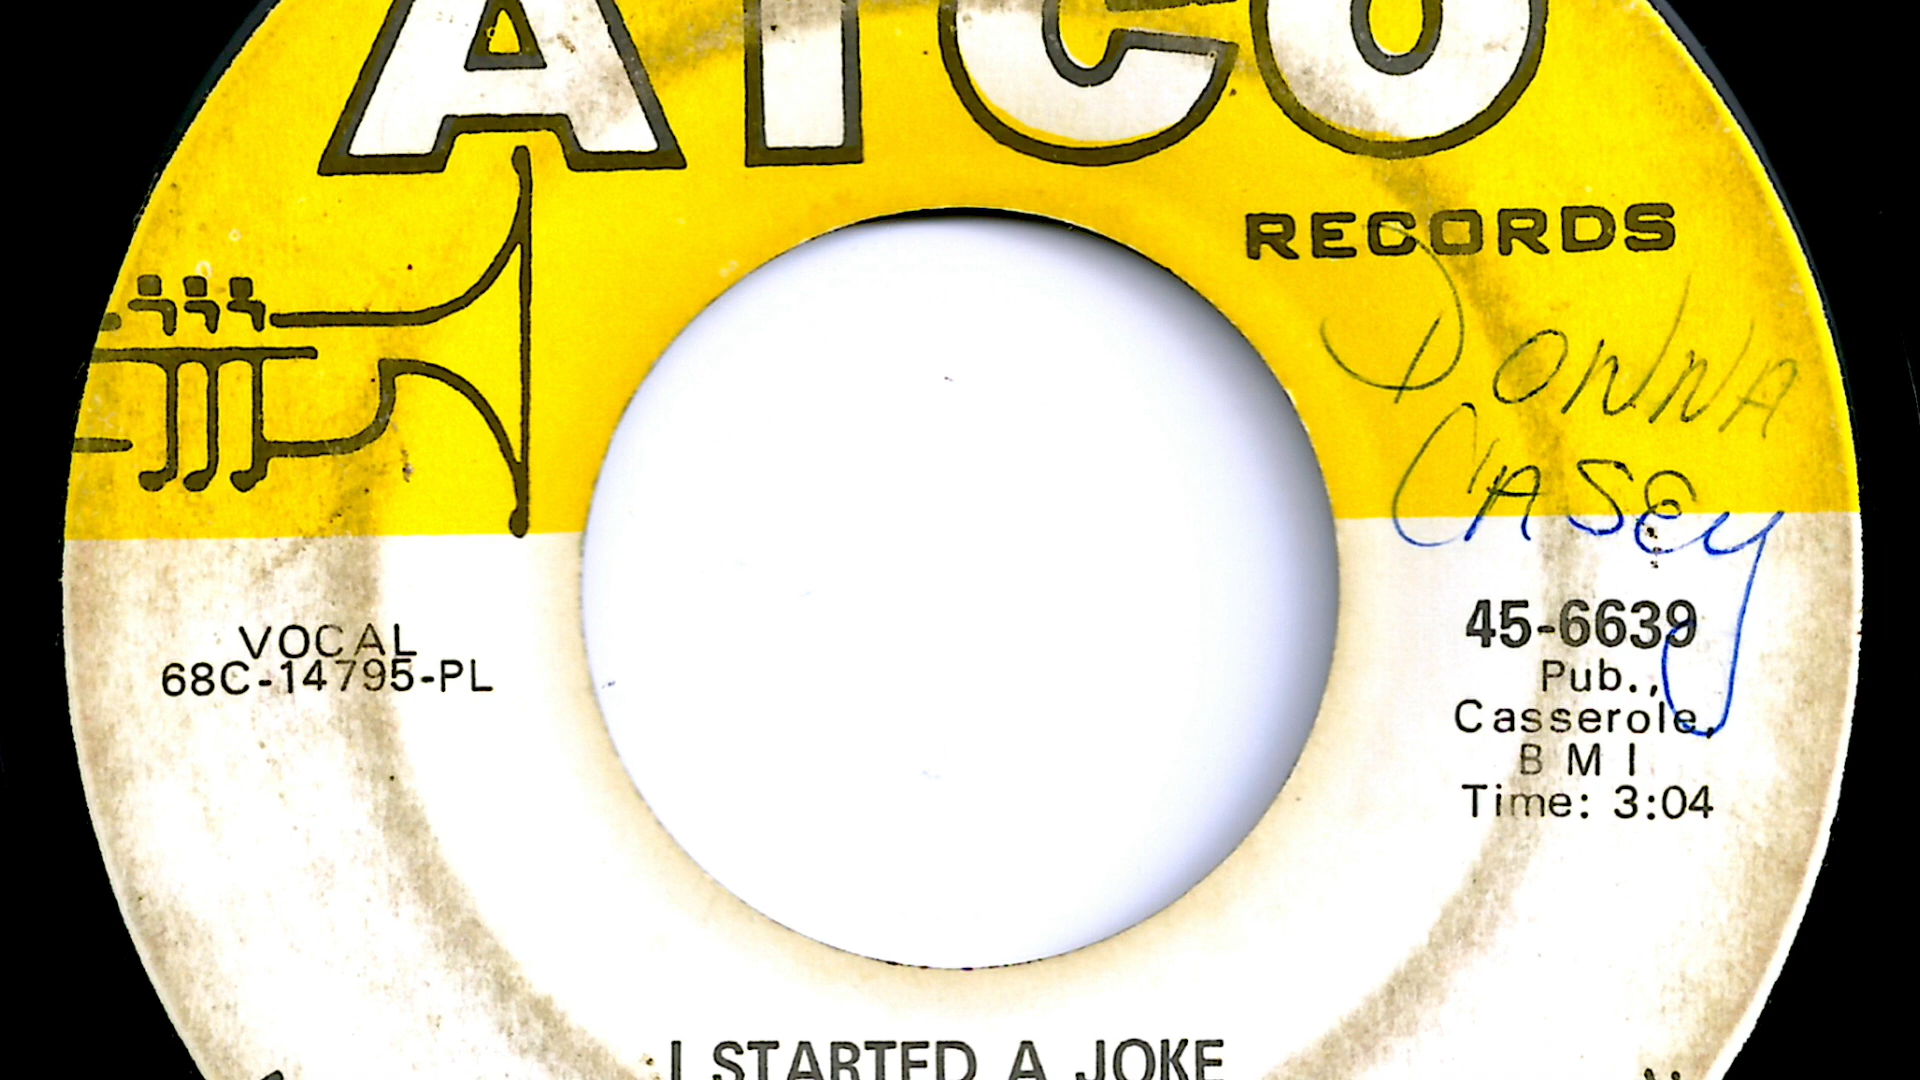 ATCO
RECORDS
DONNA
CASEY
VOCAL
68C-14795-PL
45-6639
Pub.,
Casserole,
B M I
Time: 3:04
I STARTED A JOKE